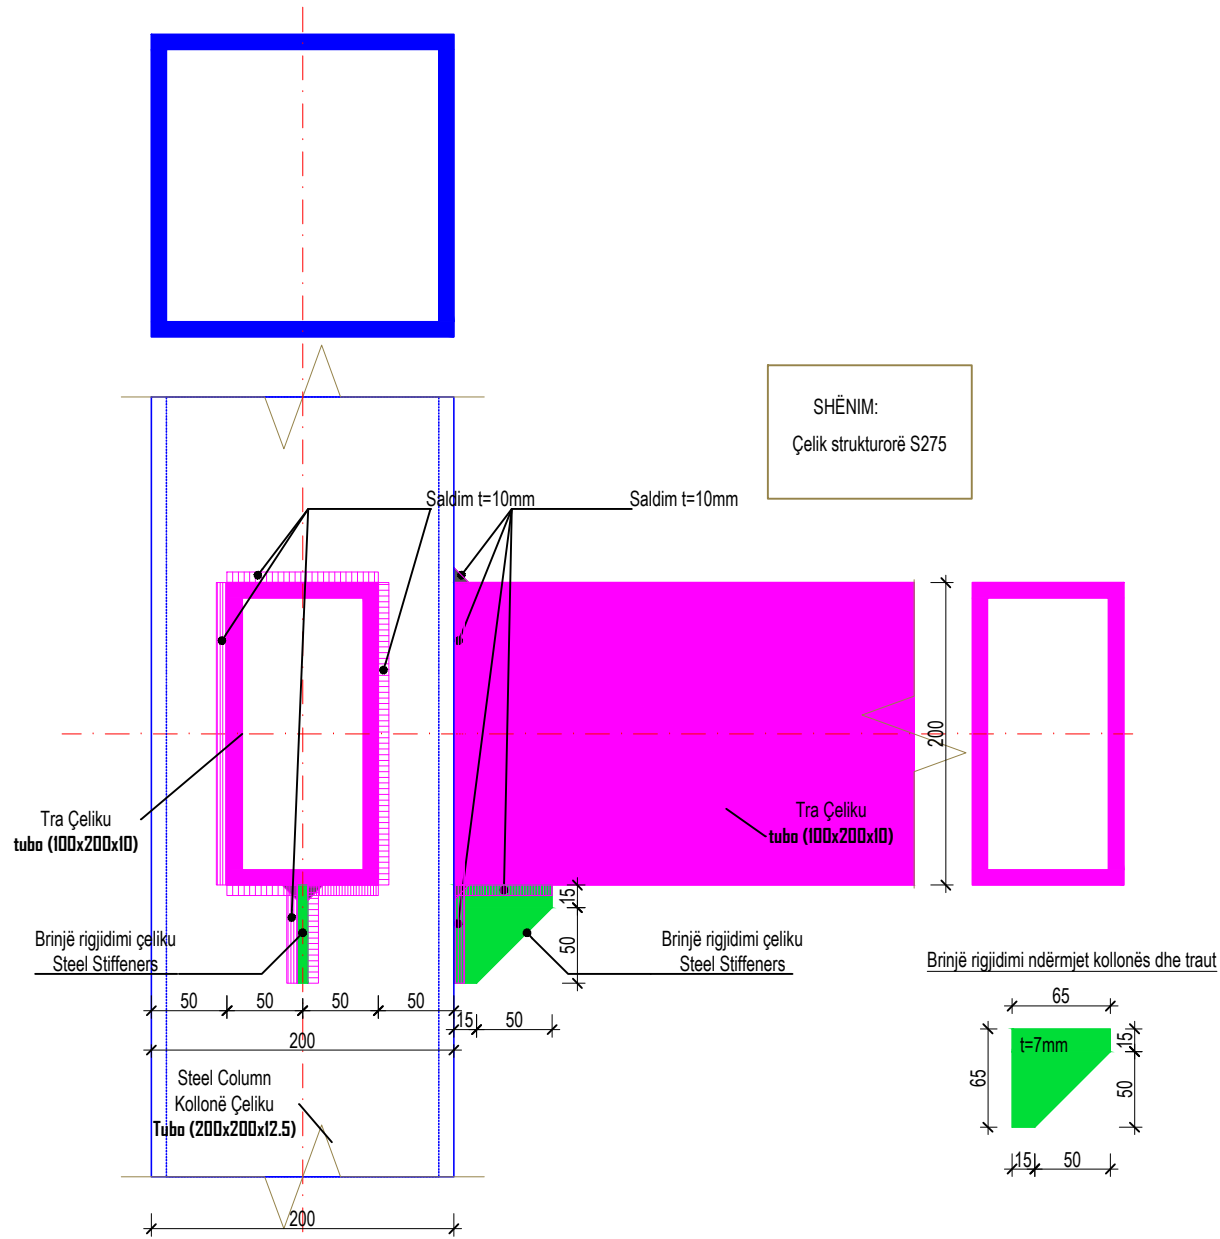 SHËNIM:
Çelik strukturorë S275
Saldim t=10mm
Saldim t=10mm
200
Tra Çeliku
tubo (100x200x10)
Tra Çeliku
tubo (100x200x10)
15
50
Brinjë rigjidimi çeliku
Steel Stiffeners
Brinjë rigjidimi çeliku
Steel Stiffeners
Brinjë rigjidimi ndërmjet kollonës dhe traut
50
50
50
50
15
50
200
65
65
t=7mm
15
50
15
50
Steel Column
Kollonë Çeliku
Tubo (200x200x12.5)
200